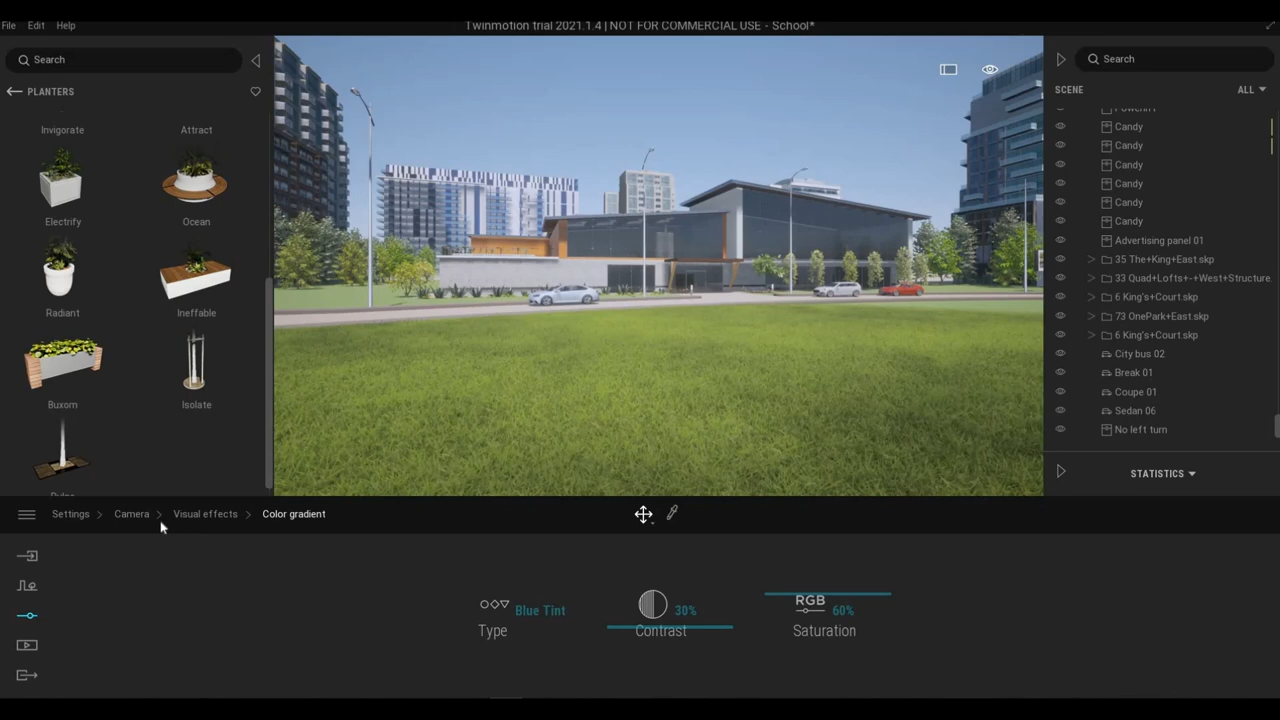 File Edit Help
Twinmotion trial 2021.1.4 | NOT FOR COMMERCIAL USE - School*
Search
PLANTERS
Invigorate Attract
Electrify Ocean
Radiant Ineffable
Buxom Isolate
Search
SCENE ALL
Candy
Candy
Candy
Candy
Candy
Candy
Advertising panel 01
35 The+King+East.skp
33 Quad+Lofts+-+West+Structure
6 King's+Court.skp
73 OnePark+East.skp
6 King's+Court.skp
City bus 02
Break 01
Coupe 01
Sedan 06
No left turn
STATISTICS
Settings > Camera > Visual effects > Color gradient
Blue Tint
Type
30%
Contrast
RGB
60%
Saturation